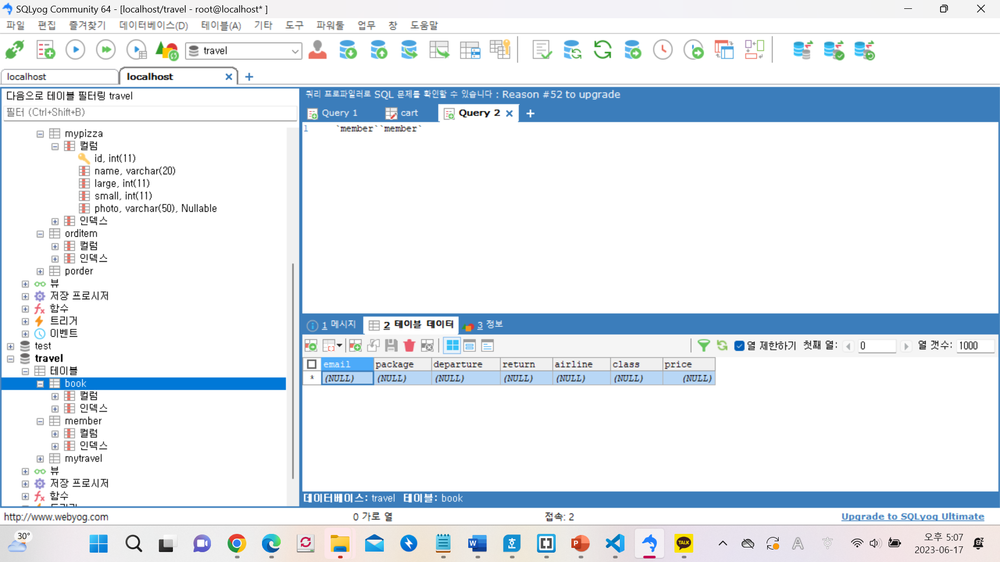 SQLyog Community 64 - [localhost/travel - root@localhost* ]
파일 편집 즐겨찾기 데이터베이스(D) 테이블(A) 기타 도구 파워툴 업무 창 도움말
travel
localhost localhost
다음으로 테이블 필터링 travel
필터 (Ctrl+Shift+B)
mypizza
컬럼
id, int(11)
name, varchar(20)
large, int(11)
small, int(11)
photo, varchar(50), Nullable
인덱스
orditem
컬럼
인덱스
porder
뷰
저장 프로시저
함수
트리거
이벤트
test
travel
테이블
book
컬럼
인덱스
member
컬럼
인덱스
mytravel
뷰
저장 프로시저
함수
트리거
쿼리 프로파일러로 SQL 문제를 확인할 수 있습니다 : Reason #52 to upgrade
Query 1 cart Query 2
1 `member``member`
1 메시지 2 테이블 데이터 3 정보
열 제한하기 첫째 열: 0 열 갯수: 1000
email package departure return airline class price
* (NULL) (NULL) (NULL) (NULL) (NULL) (NULL) (NULL)
데이터베이스: travel 테이블: book
http://www.webyog.com 0 가로 열 접속: 2 Upgrade to SQLyog Ultimate
30°
TALK
오후 5:07
2023-06-17